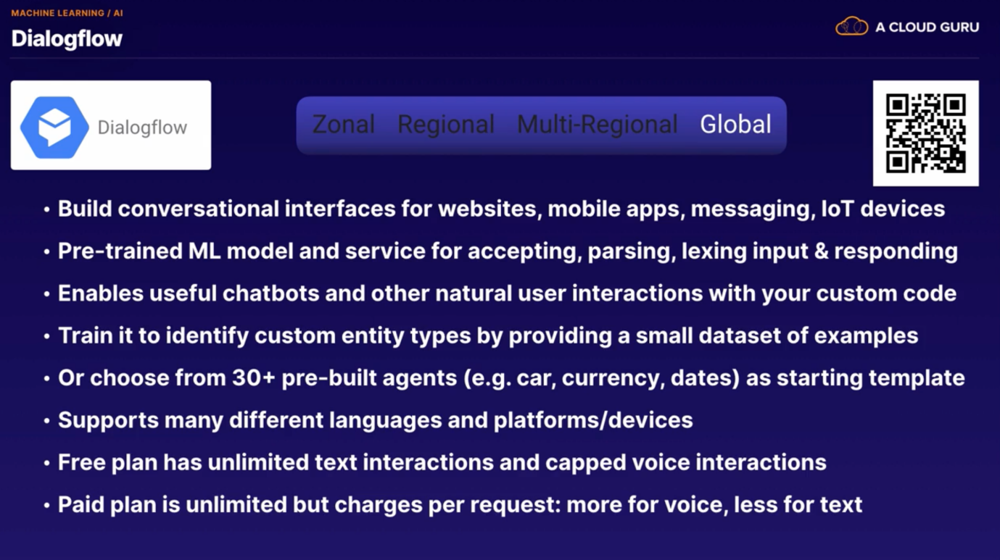 MACHINE LEARNING / AI
Dialogflow
A CLOUD GURU
Dialogflow
Zonal Regional Multi-Regional Global
• Build conversational interfaces for websites, mobile apps, messaging, IoT devices
• Pre-trained ML model and service for accepting, parsing, lexing input & responding
• Enables useful chatbots and other natural user interactions with your custom code
• Train it to identify custom entity types by providing a small dataset of examples
• Or choose from 30+ pre-built agents (e.g. car, currency, dates) as starting template
• Supports many different languages and platforms/devices
• Free plan has unlimited text interactions and capped voice interactions
• Paid plan is unlimited but charges per request: more for voice, less for text